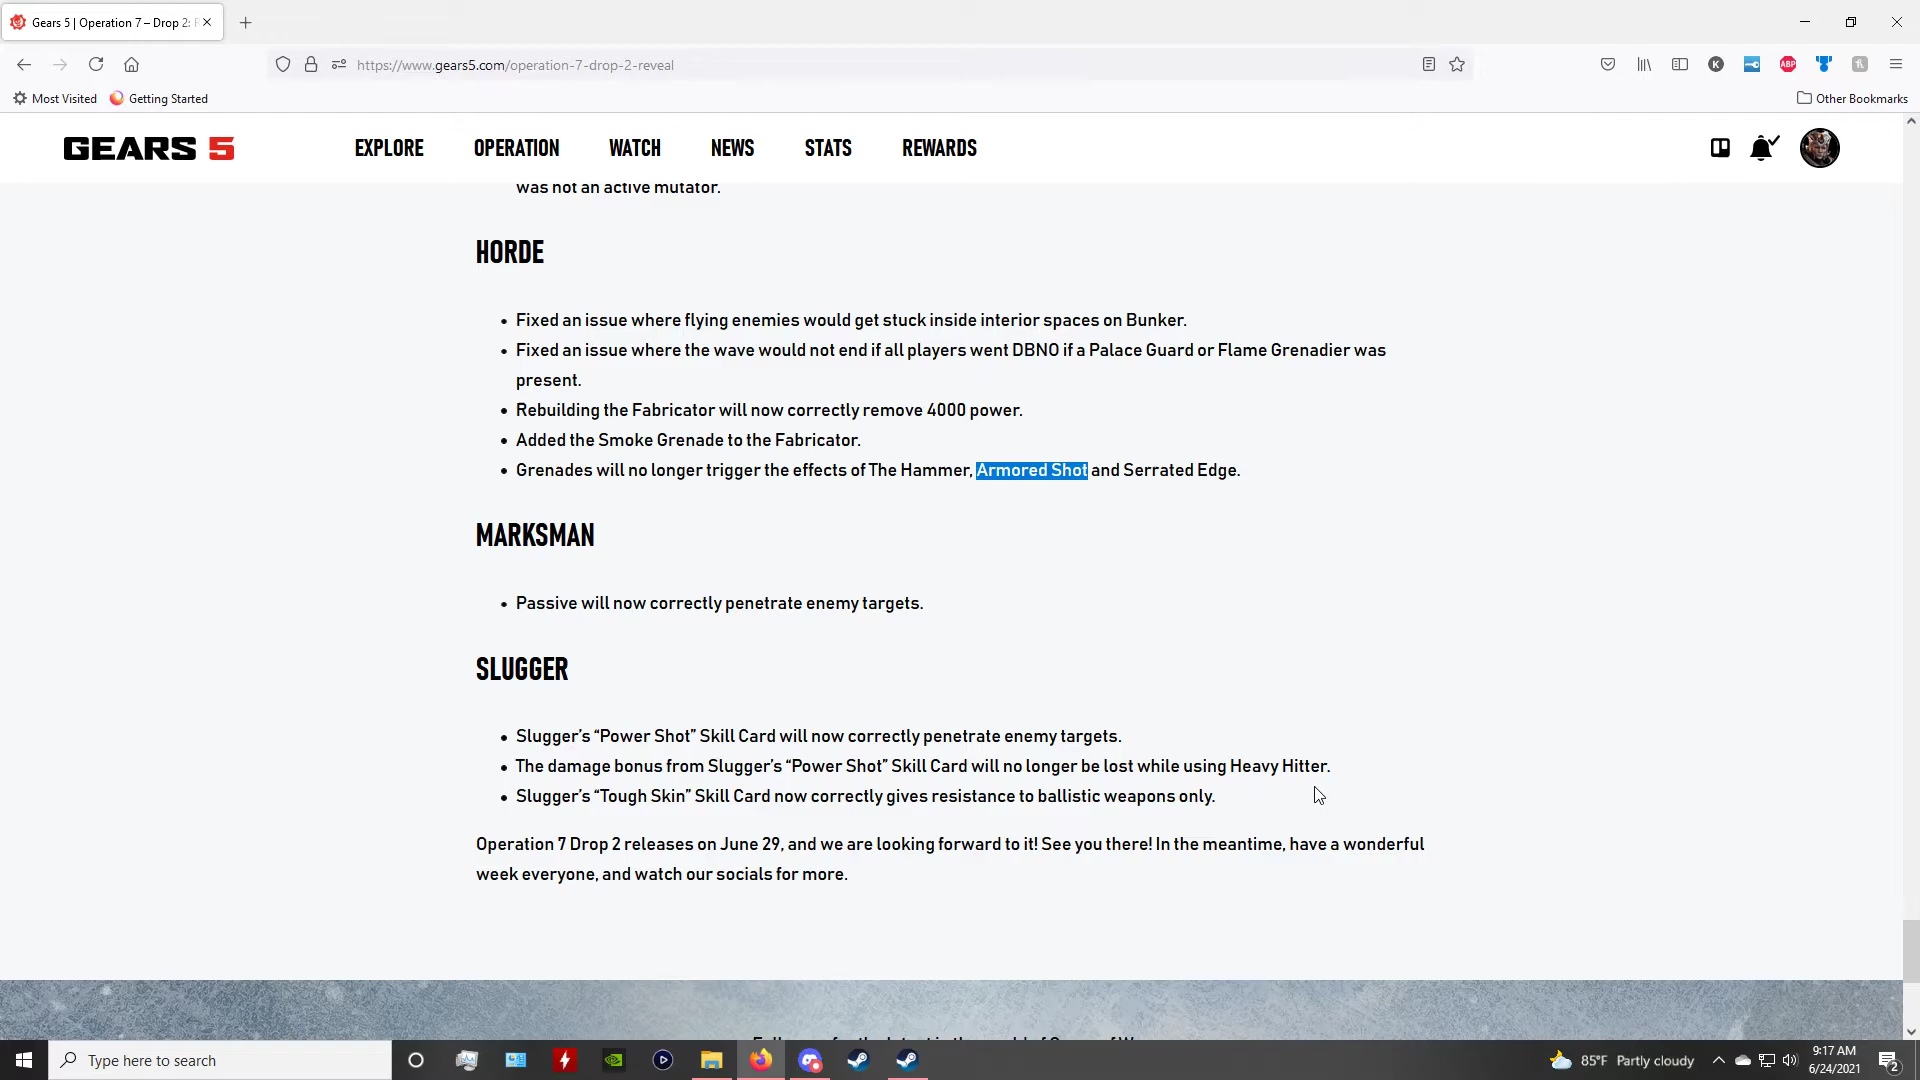 Gears 5 | Operation 7 – Drop 2:
https://www.gears5.com/operation-7-drop-2-reveal
ABP
K
Most Visited
Getting Started
Other Bookmarks
GEARS 5
EXPLORE
OPERATION
WATCH
NEWS
STATS
REWARDS
was not an active mutator.
HORDE
• Fixed an issue where flying enemies would get stuck inside interior spaces on Bunker.
• Fixed an issue where the wave would not end if all players went DBNO if a Palace Guard or Flame Grenadier was
present.
• Rebuilding the Fabricator will now correctly remove 4000 power.
• Added the Smoke Grenade to the Fabricator.
• Grenades will no longer trigger the effects of The Hammer, Armored Shot and Serrated Edge.
MARKSMAN
• Passive will now correctly penetrate enemy targets.
SLUGGER
• Slugger’s “Power Shot” Skill Card will now correctly penetrate enemy targets.
• The damage bonus from Slugger’s “Power Shot” Skill Card will no longer be lost while using Heavy Hitter.
• Slugger’s “Tough Skin” Skill Card now correctly gives resistance to ballistic weapons only.
Operation 7 Drop 2 releases on June 29, and we are looking forward to it! See you there! In the meantime, have a wonderful
week everyone, and watch our socials for more.
Type here to search
85°F Partly cloudy
9:17 AM
6/24/2021
2